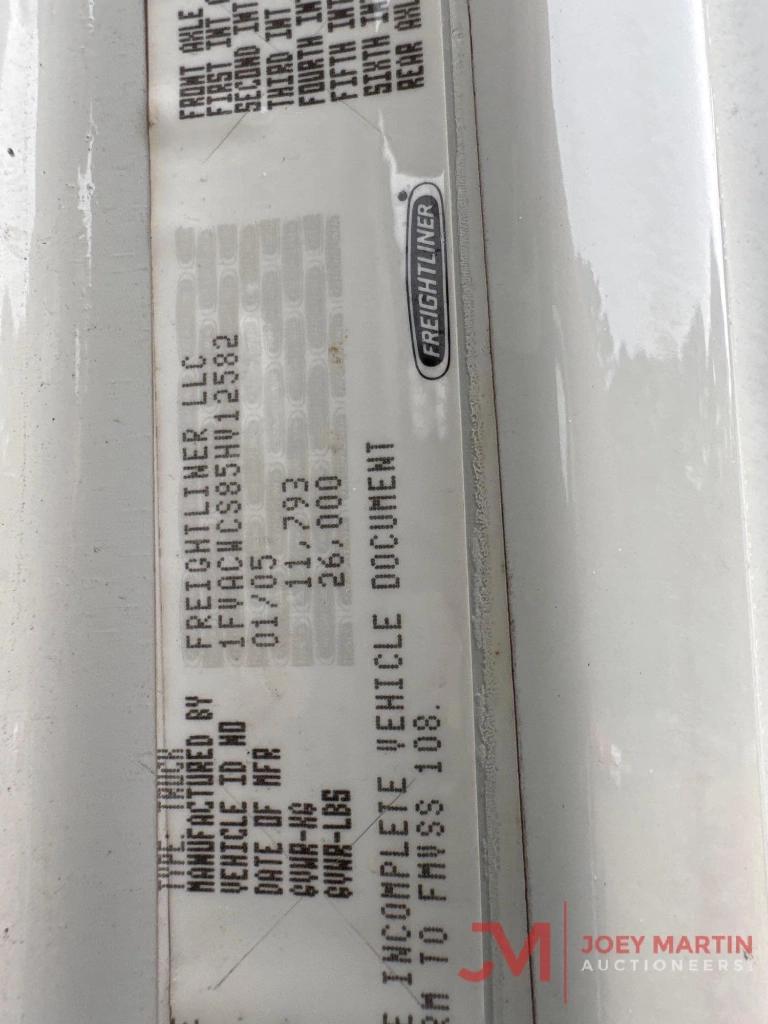 TYPE: TRUCK
MANUFACTURED BY FREIGHTLINER LLC
VEHICLE ID NO 1FVACWCS85HV12582
DATE OF MFR 01/05
GVWR-KG 11,793
GVWR-LBS 26,000
INCOMPLETE VEHICLE DOCUMENT
TO FMVSS 108.
FRONT AXLE
FIRST INT
SECOND INT
THIRD INT
FOURTH INT
FIFTH INT
SIXTH INT
REAR AXL
FREIGHTLINER
JM
JOEY MARTIN
AUCTIONEERS